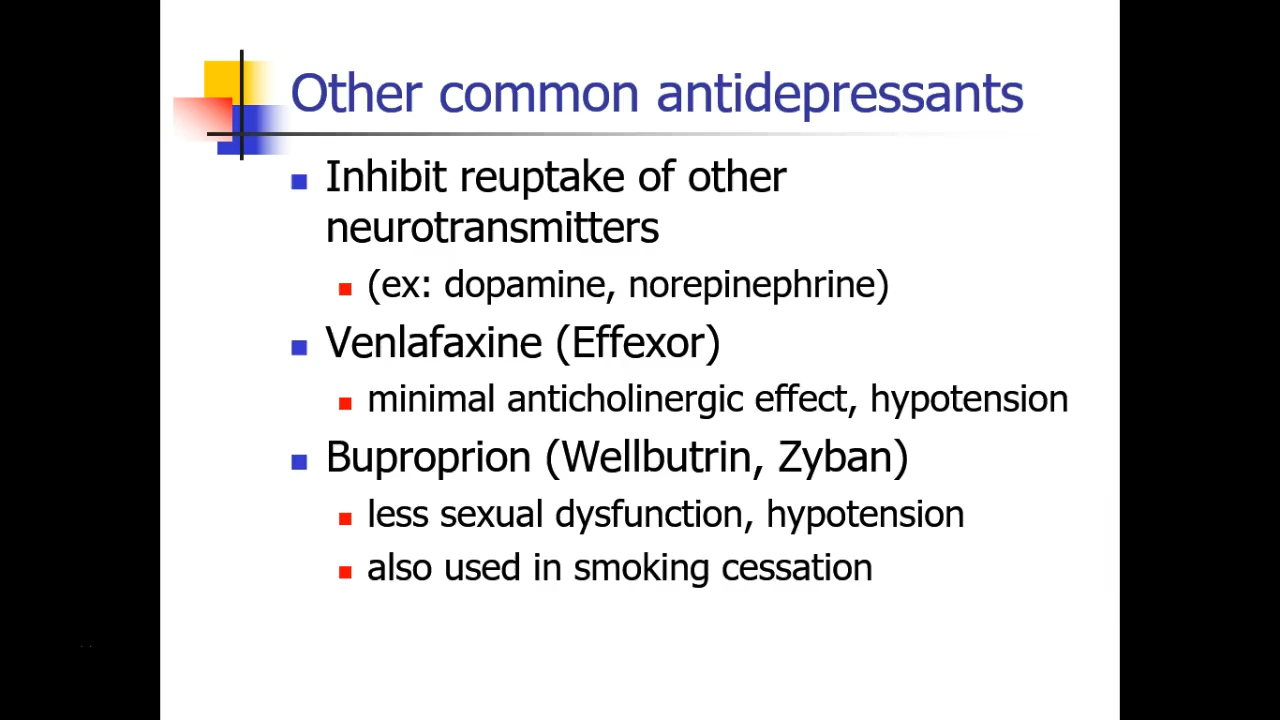 Other common antidepressants
Inhibit reuptake of other
neurotransmitters
(ex: dopamine, norepinephrine)
Venlafaxine (Effexor)
minimal anticholinergic effect, hypotension
Buproprion (Wellbutrin, Zyban)
less sexual dysfunction, hypotension
also used in smoking cessation